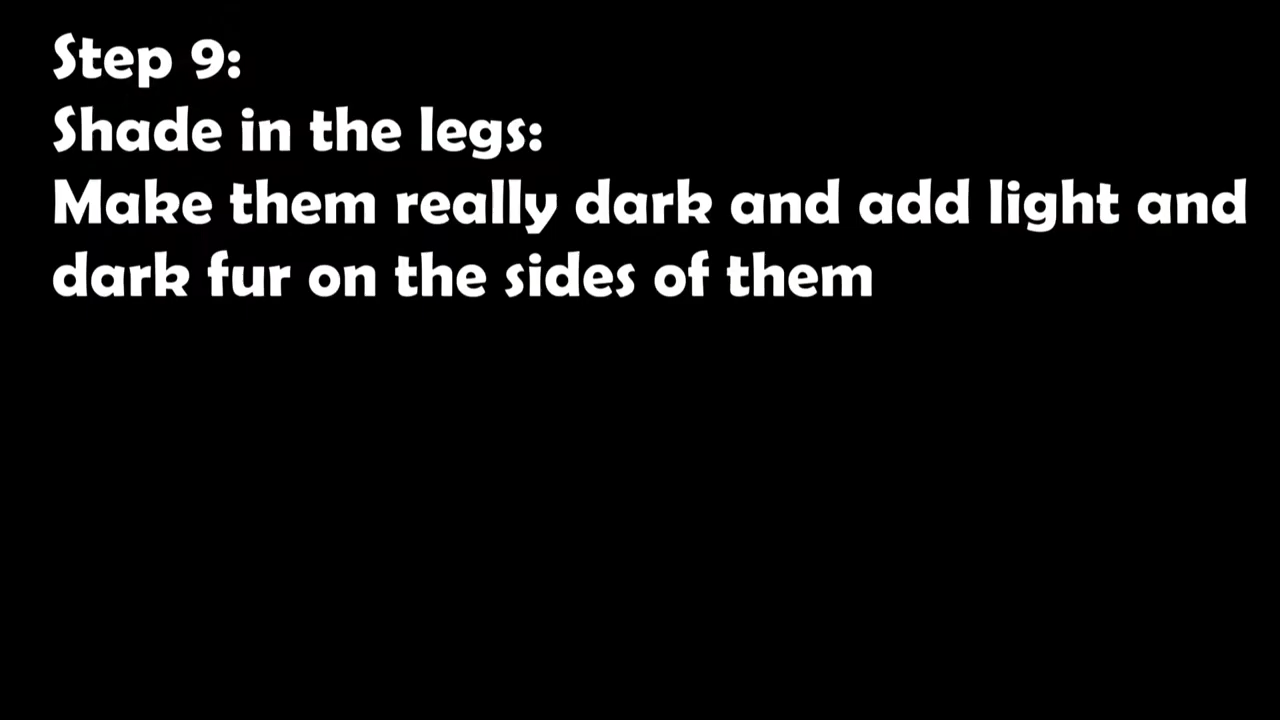 Step 9:
Shade in the legs:
Make them really dark and add light and
dark fur on the sides of them